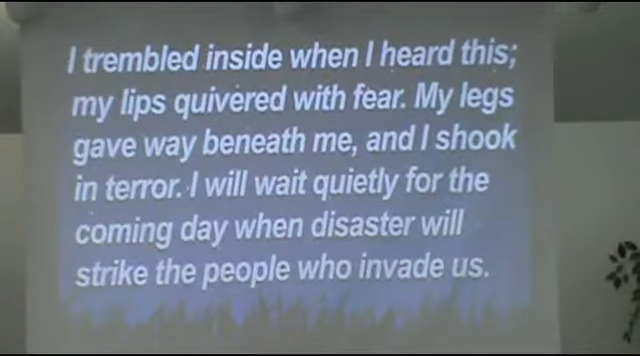 I trembled inside when I heard this;
my lips quivered with fear. My legs
gave way beneath me, and I shook
in terror. I will wait quietly for the
coming day when disaster will
strike the people who invade us.